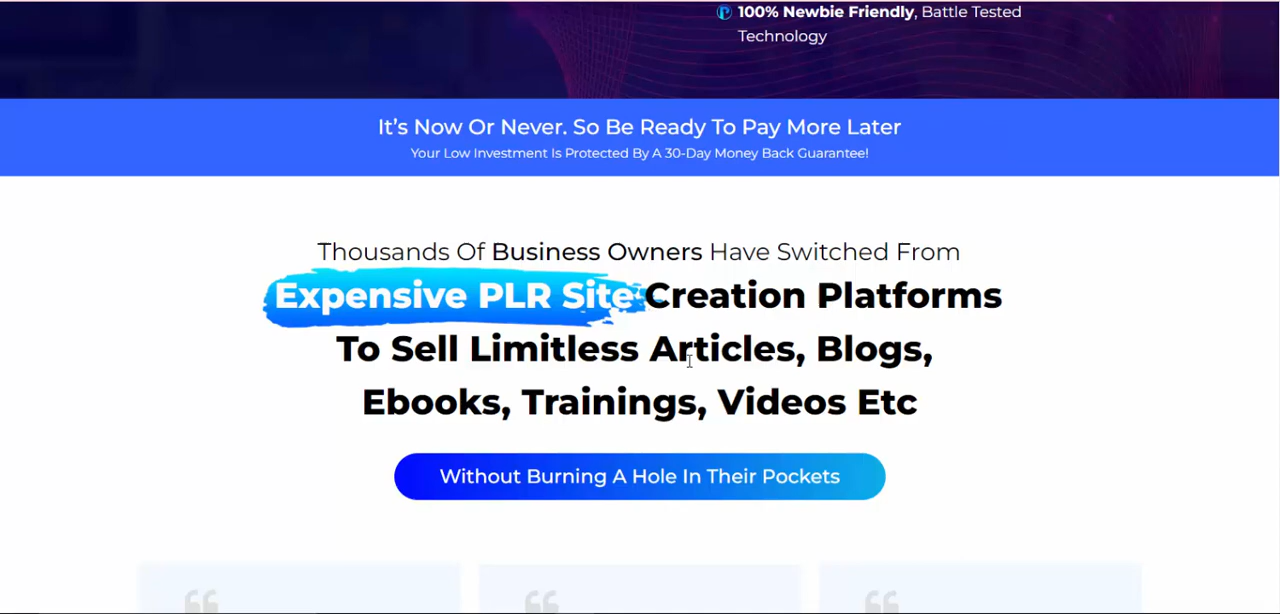 100% Newbie Friendly, Battle Tested
Technology
It’s Now Or Never. So Be Ready To Pay More Later
Your Low Investment Is Protected By A 30-Day Money Back Guarantee!
Thousands Of Business Owners Have Switched From
Expensive PLR Site Creation Platforms
To Sell Limitless Articles, Blogs,
Ebooks, Trainings, Videos Etc
Without Burning A Hole In Their Pockets